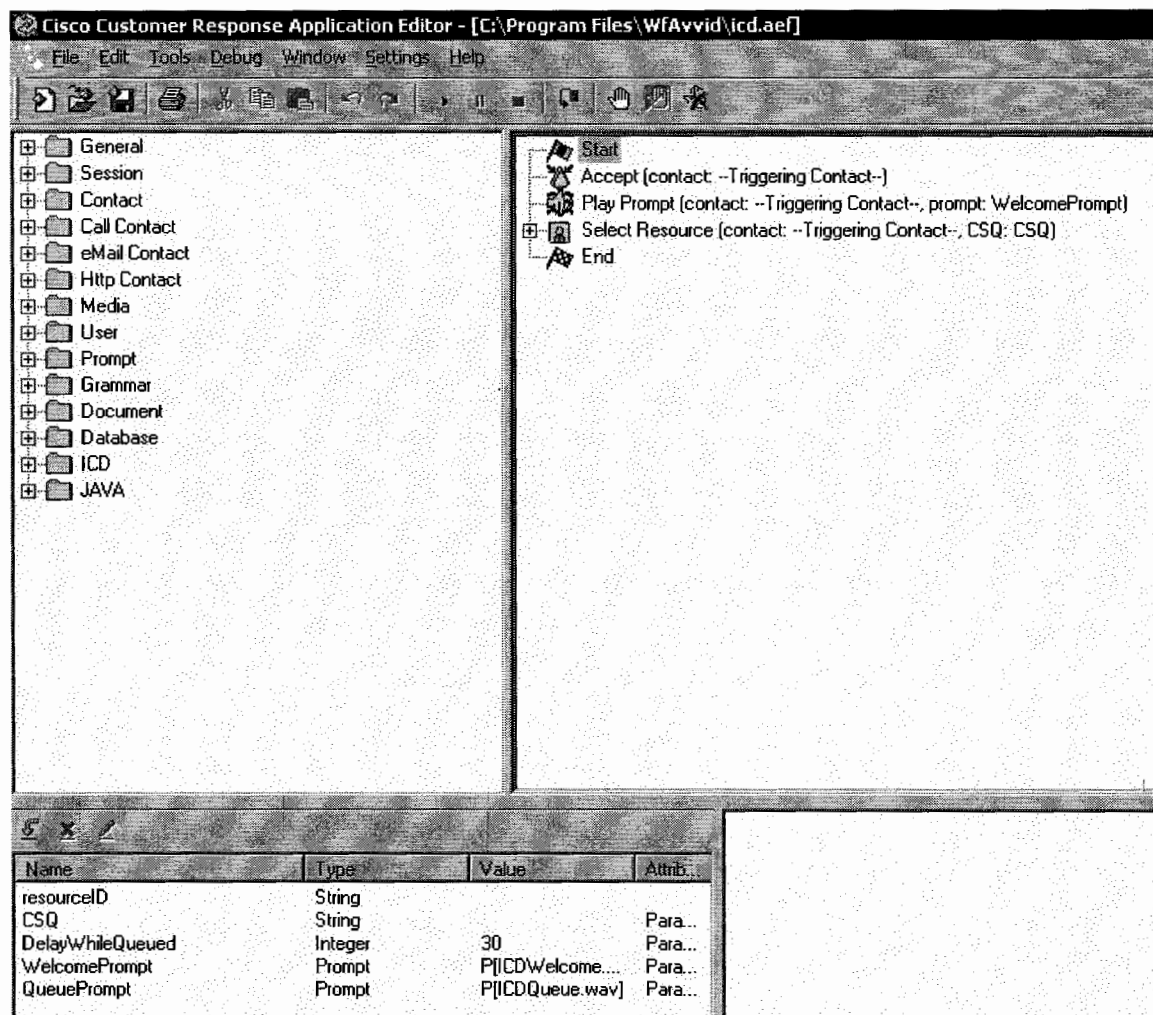 Cisco Customer Response Application Editor - [C:\Program Files\WfAvvid\icd.aef]
File Edit Tools Debug Window Settings Help
General
Session
Contact
Call Contact
eMail Contact
Http Contact
Media
User
Prompt
Grammar
Document
Database
ICD
JAVA
Start
Accept (contact: --Triggering Contact--)
Play Prompt (contact: --Triggering Contact--, prompt: WelcomePrompt)
Select Resource (contact: --Triggering Contact--, CSQ: CSQ)
End
Name Type Value Attrib...
resourceID String
CSQ String Para...
DelayWhileQueued Integer 30 Para...
WelcomePrompt Prompt P[ICDWelcome.... Para...
QueuePrompt Prompt P[ICDQueue.wav] Para...